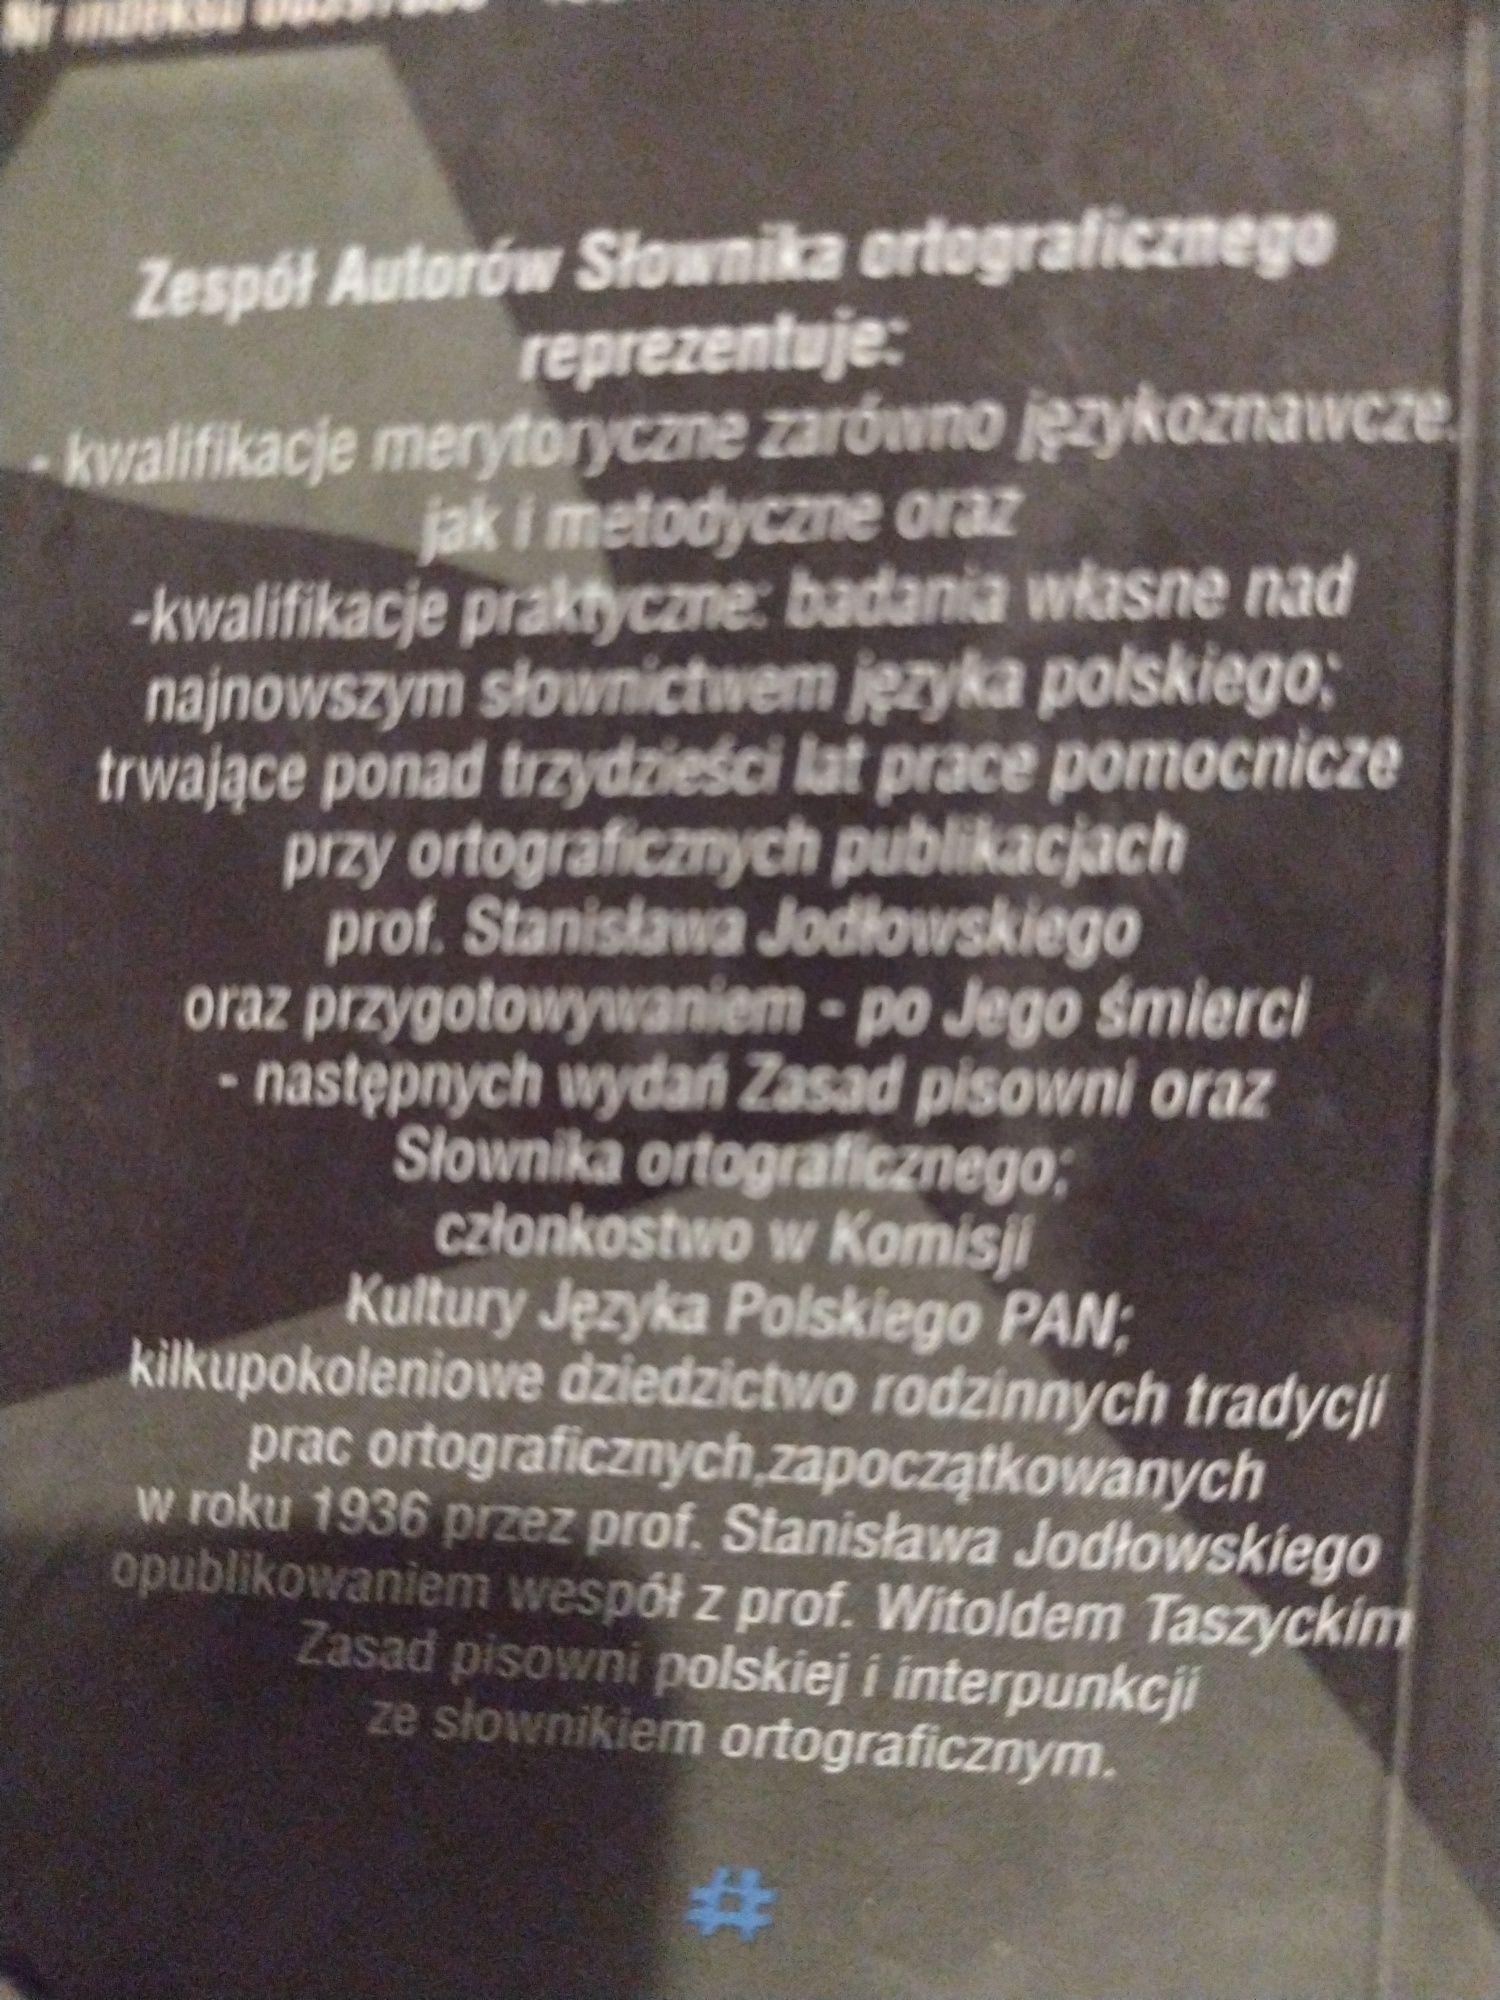 Nr indeksu
Zespół Autorów Słownika ortograficznego
reprezentuje:
- kwalifikacje merytoryczne zarówno językoznawcze,
jak i metodyczne oraz
-kwalifikacje praktyczne: badania własne nad
najnowszym słownictwem języka polskiego;
trwające ponad trzydzieści lat prace pomocnicze
przy ortograficznych publikacjach
prof. Stanisława Jodłowskiego
oraz przygotowywaniem - po Jego śmierci
- następnych wydań Zasad pisowni oraz
Słownika ortograficznego;
członkostwo w Komisji
Kultury Języka Polskiego PAN;
kilkupokoleniowe dziedzictwo rodzinnych tradycji
prac ortograficznych,zapoczątkowanych
w roku 1936 przez prof. Stanisława Jodłowskiego
opublikowaniem wespół z prof. Witoldem Taszyckim
Zasad pisowni polskiej i interpunkcji
ze słownikiem ortograficznym.
#